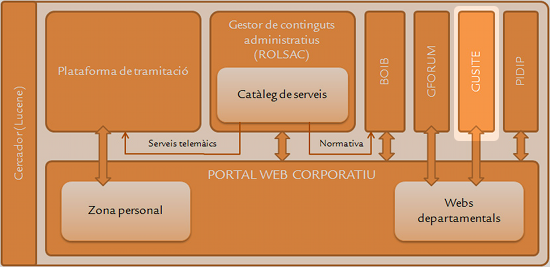 Cercador (Lucene)
Plataforma de tramitació
Gestor de continguts
administratius
(ROLSAC)
Catàleg de serveis
BOIB
GFORUM
GUSITE
PIDIP
Serveis telemàtics
Normativa
PORTAL WEB CORPORATIU
Zona personal
Webs
departamentals